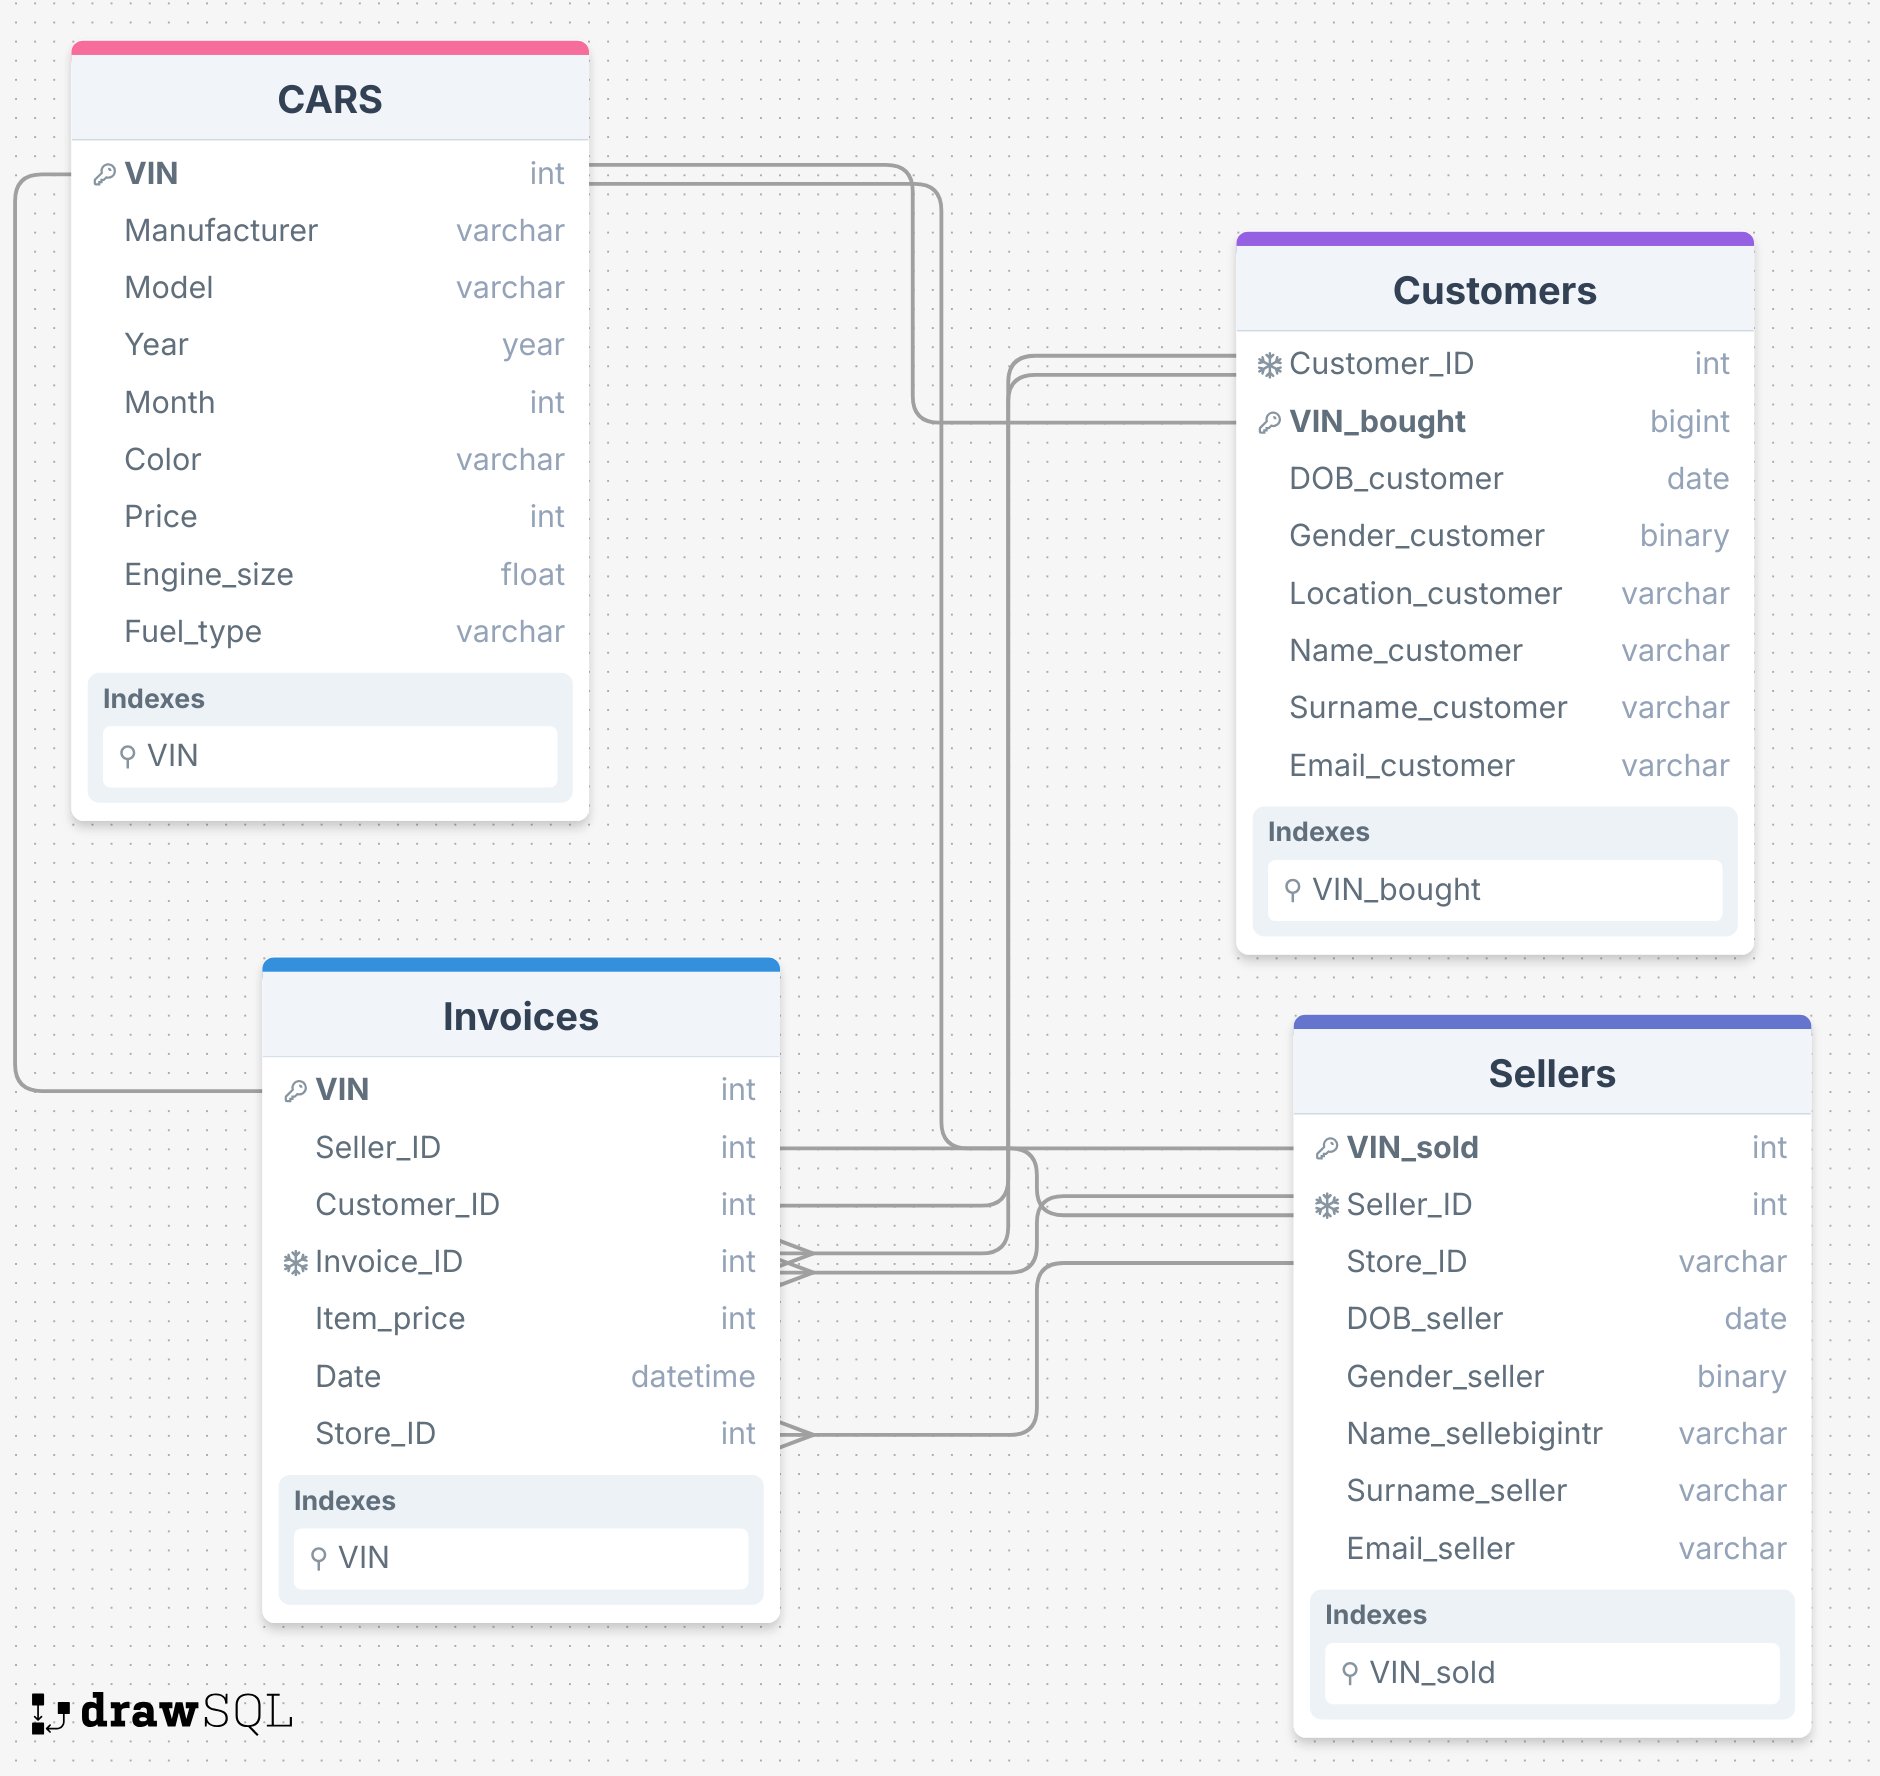 CARS
VIN int
Manufacturer varchar
Model varchar
Year year
Month int
Color varchar
Price int
Engine_size float
Fuel_type varchar
Indexes
VIN
Customers
Customer_ID int
VIN_bought bigint
DOB_customer date
Gender_customer binary
Location_customer varchar
Name_customer varchar
Surname_customer varchar
Email_customer varchar
Indexes
VIN_bought
Invoices
VIN int
Seller_ID int
Customer_ID int
Invoice_ID int
Item_price int
Date datetime
Store_ID int
Indexes
VIN
Sellers
VIN_sold int
Seller_ID int
Store_ID varchar
DOB_seller date
Gender_seller binary
Name_sellebigintr varchar
Surname_seller varchar
Email_seller varchar
Indexes
VIN_sold
drawSQL